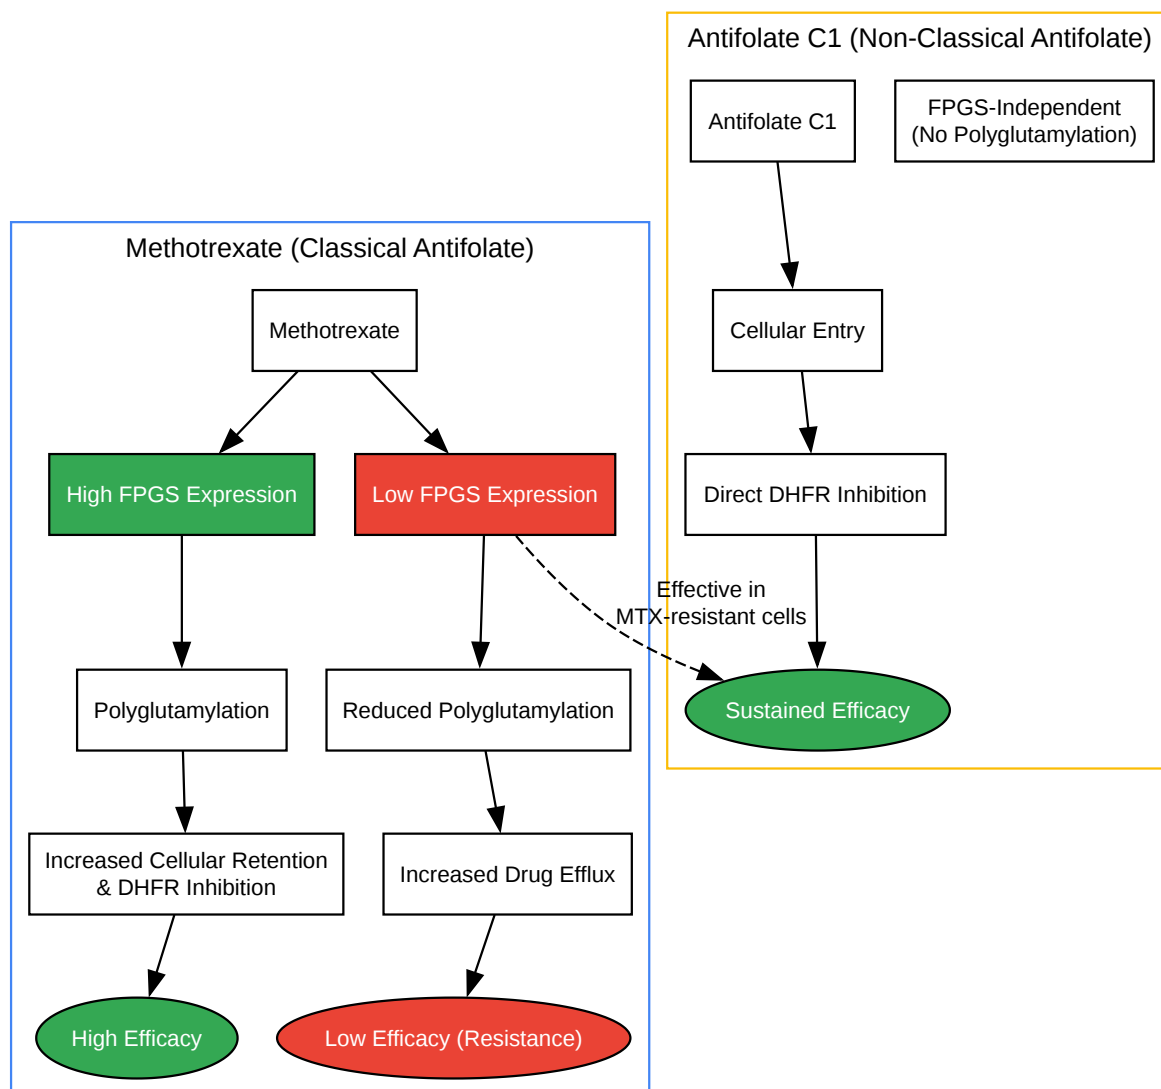 Antifolate C1 (Non-Classical Antifolate)
Antifolate C1
FPGS-Independent
(No Polyglutamylation)
Cellular Entry
Direct DHFR Inhibition
Effective in
MTX-resistant cells
Sustained Efficacy
Methotrexate (Classical Antifolate)
Methotrexate
High FPGS Expression
Low FPGS Expression
Polyglutamylation
Reduced Polyglutamylation
Increased Cellular Retention
& DHFR Inhibition
Increased Drug Efflux
High Efficacy
Low Efficacy (Resistance)